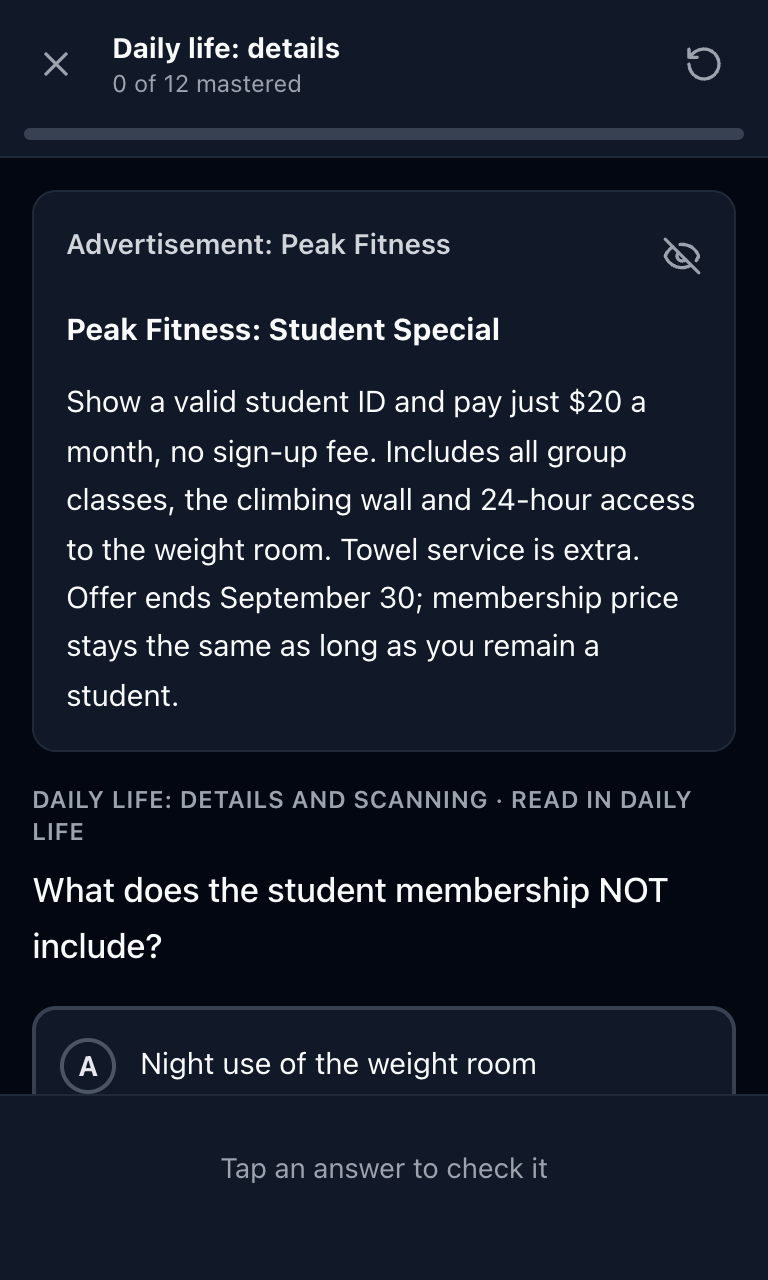 Daily life: details
0 of 12 mastered
Advertisement: Peak Fitness
Peak Fitness: Student Special
Show a valid student ID and pay just $20 a
month, no sign-up fee. Includes all group
classes, the climbing wall and 24-hour access
to the weight room. Towel service is extra.
Offer ends September 30; membership price
stays the same as long as you remain a
student.
DAILY LIFE: DETAILS AND SCANNING · READ IN DAILY
LIFE
What does the student membership NOT
include?
A Night use of the weight room
Tap an answer to check it